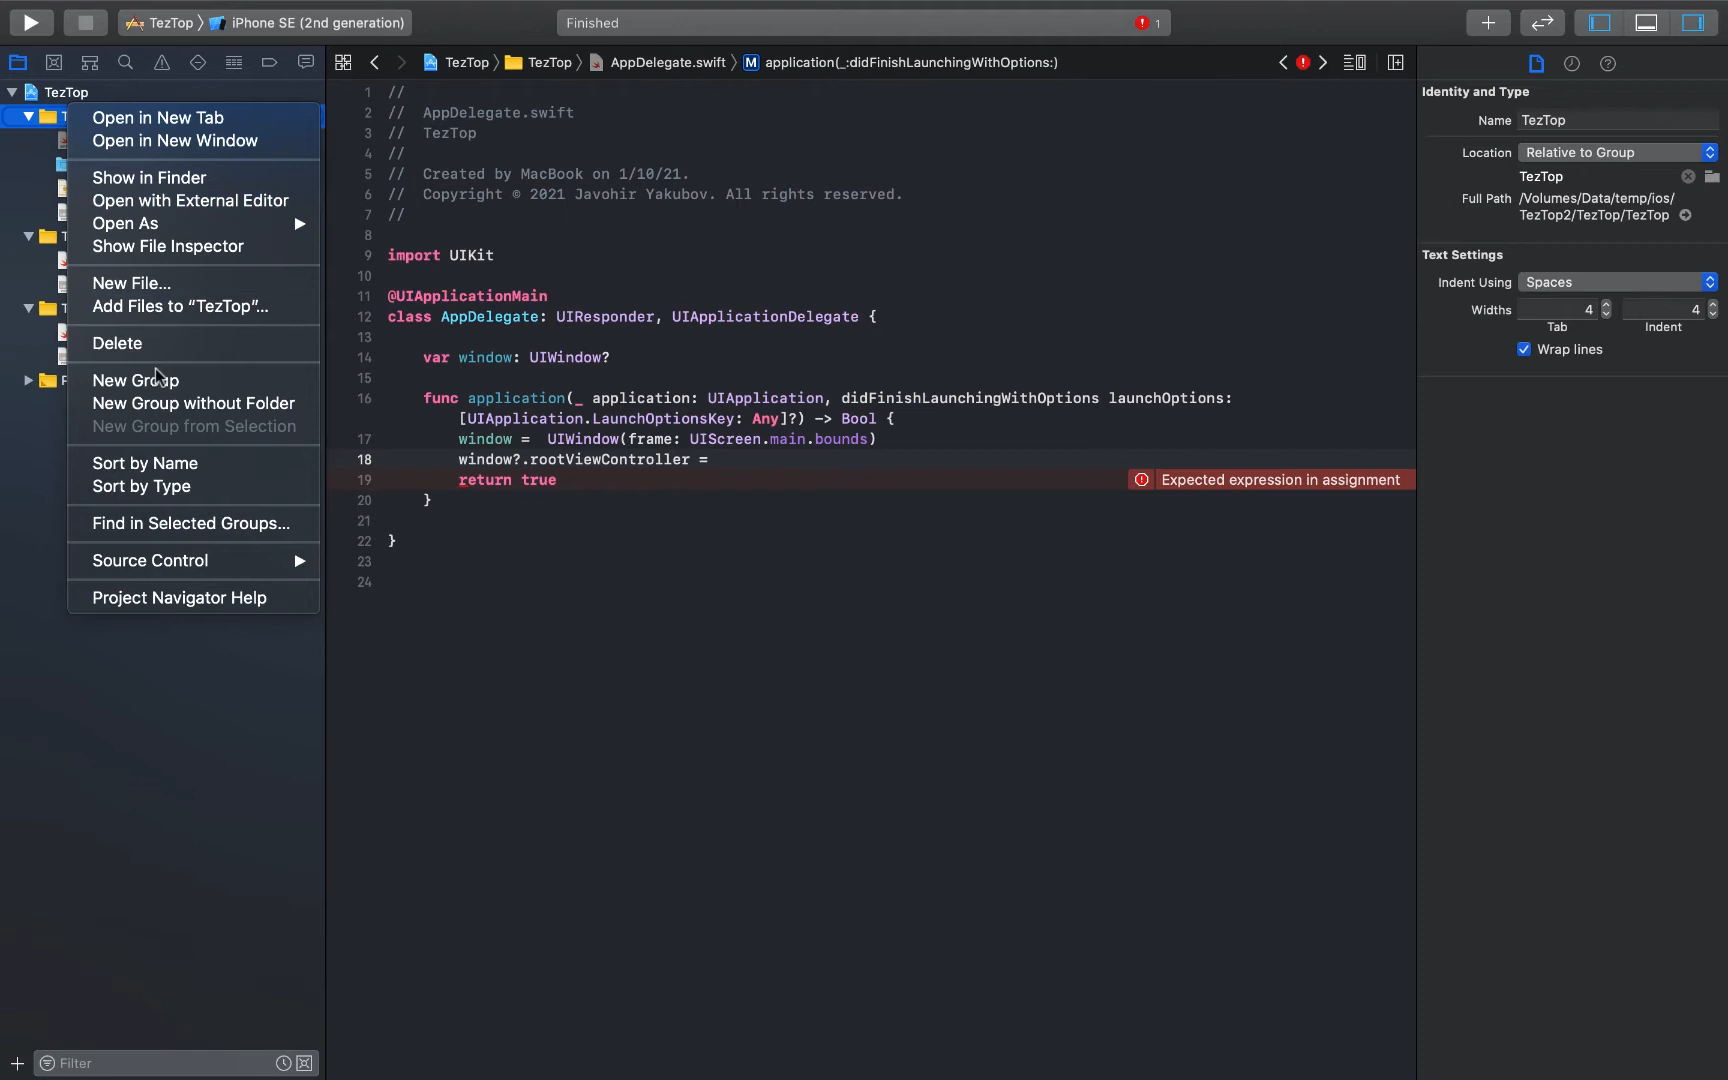 TezTop 〉 iPhone SE (2nd generation)
Finished
1
TezTop 〉 TezTop 〉 AppDelegate.swift 〉 M application(_:didFinishLaunchingWithOptions:)
TezTop
Open in New Tab
Open in New Window
Show in Finder
Open with External Editor
Open As
Show File Inspector
New File...
Add Files to “TezTop”...
Delete
New Group
New Group without Folder
New Group from Selection
Sort by Name
Sort by Type
Find in Selected Groups...
Source Control
Project Navigator Help
Filter
1 //
2 // AppDelegate.swift
3 // TezTop
4 //
5 // Created by MacBook on 1/10/21.
6 // Copyright © 2021 Javohir Yakubov. All rights reserved.
7 //
8
9 import UIKit
10
11 @UIApplicationMain
12 class AppDelegate: UIResponder, UIApplicationDelegate {
13
14 var window: UIWindow?
15
16 func application(_ application: UIApplication, didFinishLaunchingWithOptions launchOptions:
[UIApplication.LaunchOptionsKey: Any]?) -> Bool {
17 window = UIWindow(frame: UIScreen.main.bounds)
18 window?.rootViewController =
19 return true
Expected expression in assignment
20 }
21
22 }
23
24
Identity and Type
Name TezTop
Location Relative to Group
TezTop
Full Path /Volumes/Data/temp/ios/
TezTop2/TezTop/TezTop
Text Settings
Indent Using Spaces
Widths 4 4
Tab Indent
Wrap lines